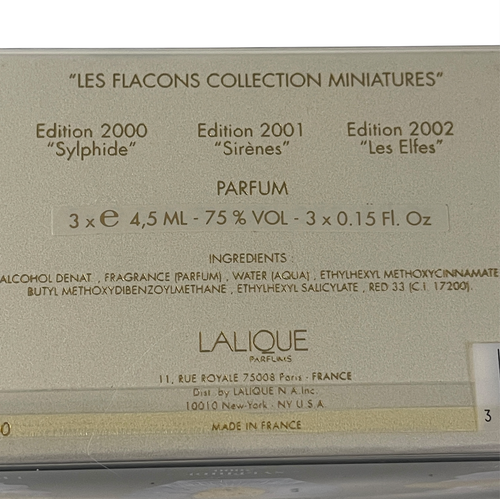 "LES FLACONS COLLECTION MINIATURES"
Edition 2000 Edition 2001 Edition 2002
"Sylphide" "Sirènes" "Les Elfes"
PARFUM
3 x ℮ 4,5 ML - 75 % VOL - 3 x 0.15 Fl. Oz
INGREDIENTS :
ALCOHOL DENAT , FRAGRANCE (PARFUM) , WATER (AQUA) , ETHYLHEXYL METHOXYCINNAMATE
BUTYL METHOXYDIBENZOYLMETHANE , ETHYLHEXYL SALICYLATE , RED 33 (C.I. 17200).
LALIQUE
PARFUMS
11, RUE ROYALE 75008 Paris - FRANCE
Dist. by LALIQUE N.A.Inc.
10010 New-York - NY U.S.A
0 MADE IN FRANCE 3